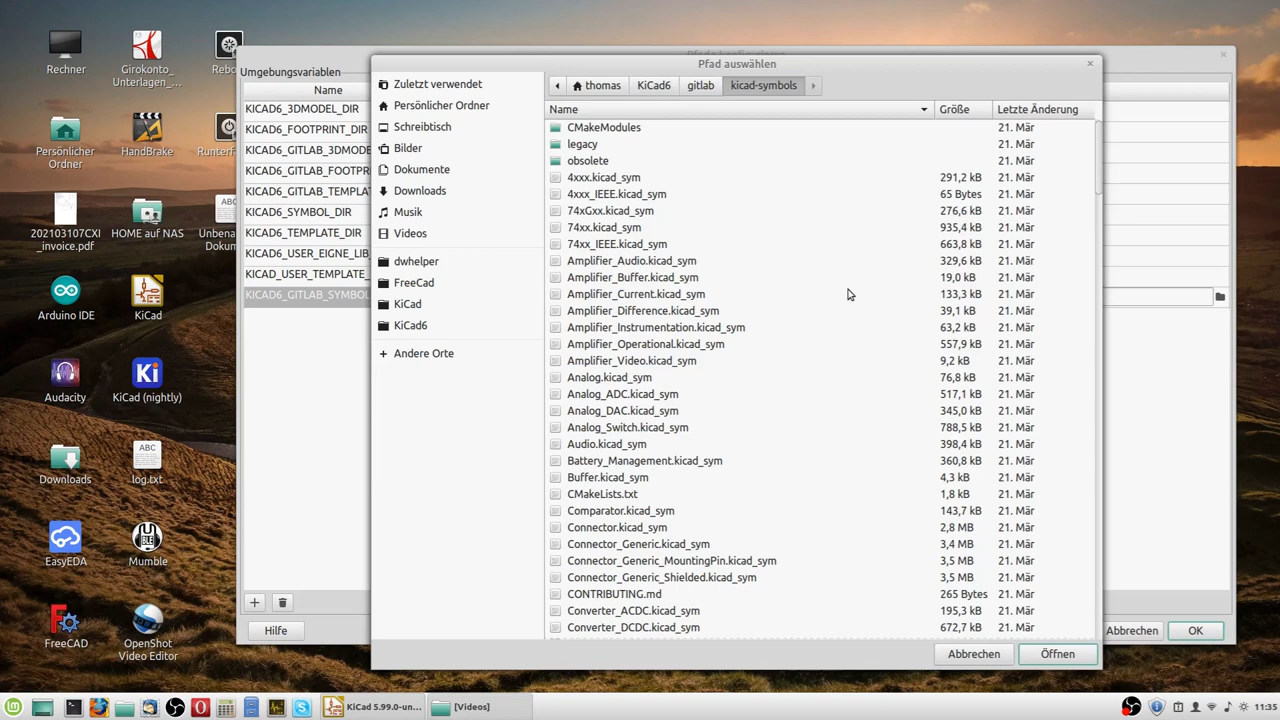 Rechner
Girokonto_
Unterlagen_...
Persönlicher
Ordner
HandBrake
202103107CXI
_invoice.pdf
HOME auf NAS
Arduino IDE
KiCad
Audacity
KiCad (nightly)
Downloads
log.txt
EasyEDA
Mumble
FreeCAD
OpenShot
Video Editor
Umgebungsvariablen
Name
KICAD6_3DMODEL_DIR
KICAD6_FOOTPRINT_DIR
KICAD6_GITLAB_3DMODE
KICAD6_GITLAB_FOOTPR
KICAD6_GITLAB_TEMPLA
KICAD6_SYMBOL_DIR
KICAD6_TEMPLATE_DIR
KICAD6_USER_EIGNE_LIB_
KICAD_USER_TEMPLATE_
KICAD6_GITLAB_SYMBOL
Hilfe
Abbrechen
OK
Pfad auswählen
Zuletzt verwendet
Persönlicher Ordner
Schreibtisch
Bilder
Dokumente
Downloads
Musik
Videos
dwhelper
FreeCad
KiCad
KiCad6
Andere Orte
thomas KiCad6 gitlab kicad-symbols
Name Größe Letzte Änderung
CMakeModules 21. Mär
legacy 21. Mär
obsolete 21. Mär
4xxx.kicad_sym 291,2 kB 21. Mär
4xxx_IEEE.kicad_sym 65 Bytes 21. Mär
74xGxx.kicad_sym 276,6 kB 21. Mär
74xx.kicad_sym 935,4 kB 21. Mär
74xx_IEEE.kicad_sym 663,8 kB 21. Mär
Amplifier_Audio.kicad_sym 329,6 kB 21. Mär
Amplifier_Buffer.kicad_sym 19,0 kB 21. Mär
Amplifier_Current.kicad_sym 133,3 kB 21. Mär
Amplifier_Difference.kicad_sym 39,1 kB 21. Mär
Amplifier_Instrumentation.kicad_sym 63,2 kB 21. Mär
Amplifier_Operational.kicad_sym 557,9 kB 21. Mär
Amplifier_Video.kicad_sym 9,2 kB 21. Mär
Analog.kicad_sym 76,8 kB 21. Mär
Analog_ADC.kicad_sym 517,1 kB 21. Mär
Analog_DAC.kicad_sym 345,0 kB 21. Mär
Analog_Switch.kicad_sym 788,5 kB 21. Mär
Audio.kicad_sym 398,4 kB 21. Mär
Battery_Management.kicad_sym 360,8 kB 21. Mär
Buffer.kicad_sym 4,3 kB 21. Mär
CMakeLists.txt 1,8 kB 21. Mär
Comparator.kicad_sym 143,7 kB 21. Mär
Connector.kicad_sym 2,8 MB 21. Mär
Connector_Generic.kicad_sym 3,4 MB 21. Mär
Connector_Generic_MountingPin.kicad_sym 3,5 MB 21. Mär
Connector_Generic_Shielded.kicad_sym 3,5 MB 21. Mär
CONTRIBUTING.md 265 Bytes 21. Mär
Converter_ACDC.kicad_sym 195,3 kB 21. Mär
Converter_DCDC.kicad_sym 672,7 kB 21. Mär
Abbrechen
Öffnen
KiCad 5.99.0-un...
[Videos]
11:35